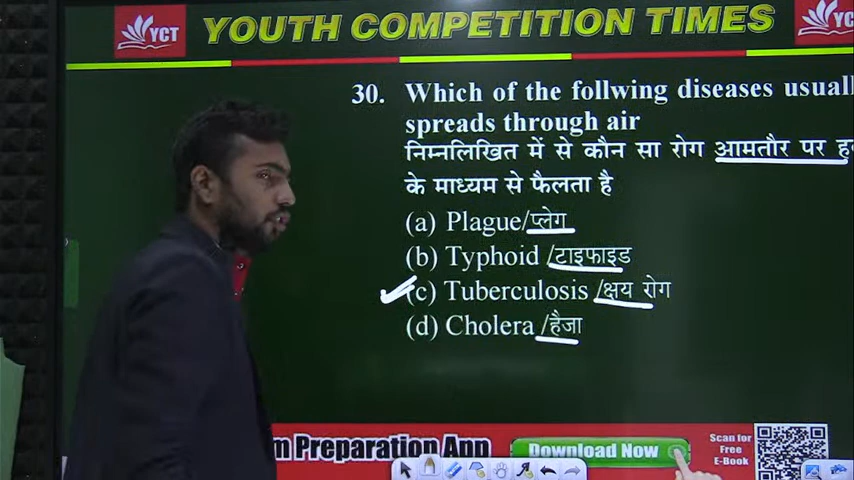 YCT
YOUTH COMPETITION TIMES
YCT
30. Which of the follwing diseases usuall
spreads through air
निम्नलिखित में से कौन सा रोग आमतौर पर ह
के माध्यम से फैलता है
(a) Plague/प्लेग
(b) Typhoid /टाइफाइड
(c) Tuberculosis /क्षय रोग
(d) Cholera /हैजा
m Preparation App
Download Now
Scan for
Free
E-Book